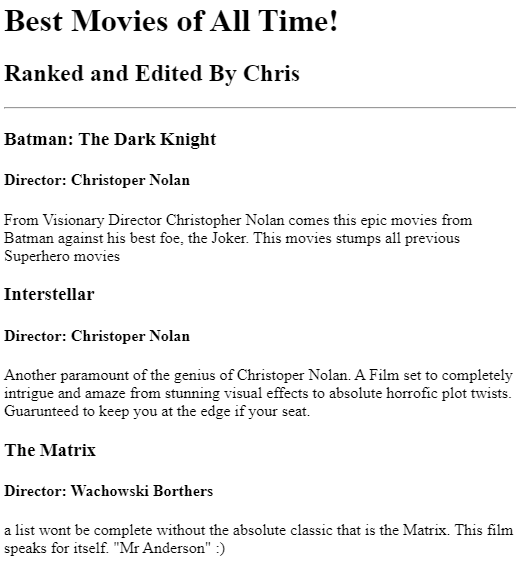 Best Movies of All Time!
Ranked and Edited By Chris
Batman: The Dark Knight
Director: Christoper Nolan
From Visionary Director Christopher Nolan comes this epic movies from
Batman against his best foe, the Joker. This movies stumps all previous
Superhero movies
Interstellar
Director: Christoper Nolan
Another paramount of the genius of Christoper Nolan. A Film set to completely
intrigue and amaze from stunning visual effects to absolute horrofic plot twists.
Guarunteed to keep you at the edge if your seat.
The Matrix
Director: Wachowski Borthers
a list wont be complete without the absolute classic that is the Matrix. This film
speaks for itself. "Mr Anderson" :)